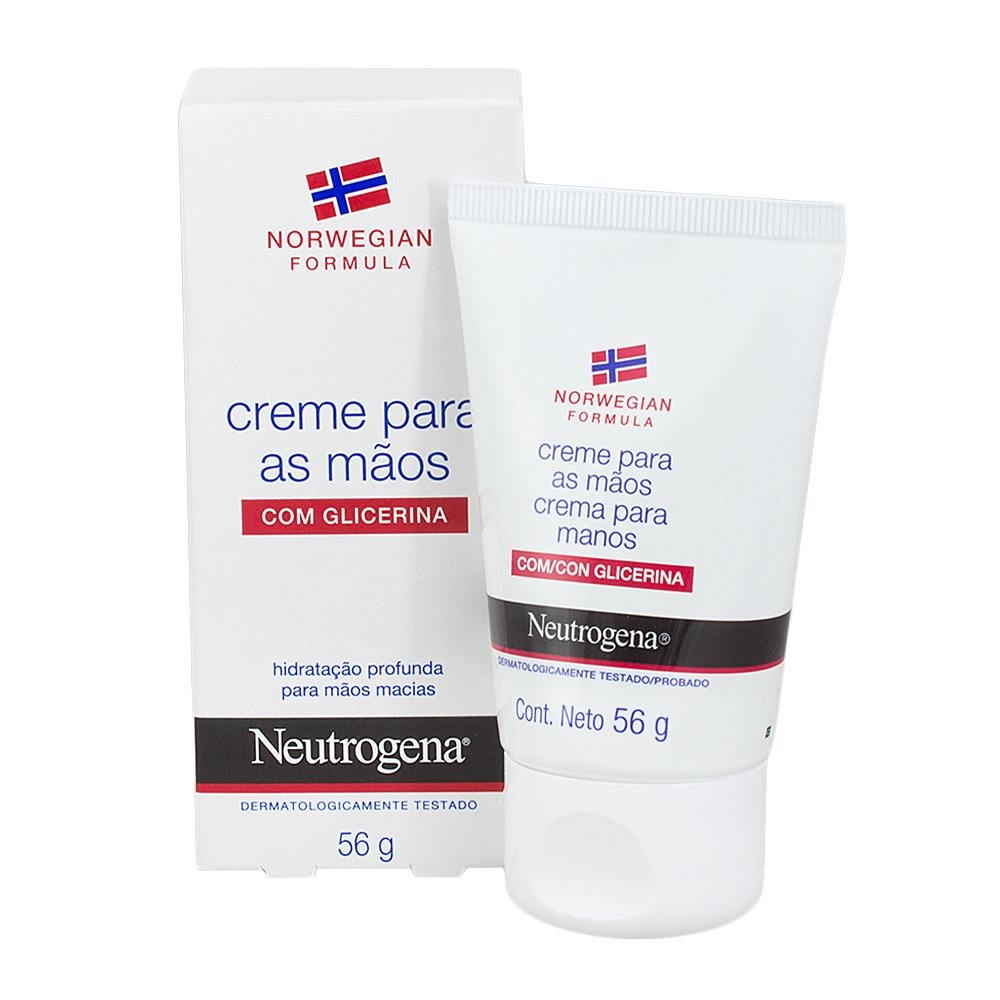 NORWEGIAN
FORMULA
creme para
as mãos
COM GLICERINA
hidratação profunda
para mãos macias
Neutrogena®
DERMATOLOGICAMENTE TESTADO
56 g
NORWEGIAN
FORMULA
creme para
as mãos
crema para
manos
COM/CON GLICERINA
Neutrogena®
DERMATOLOGICAMENTE TESTADO/PROBADO
Cont. Neto 56 g